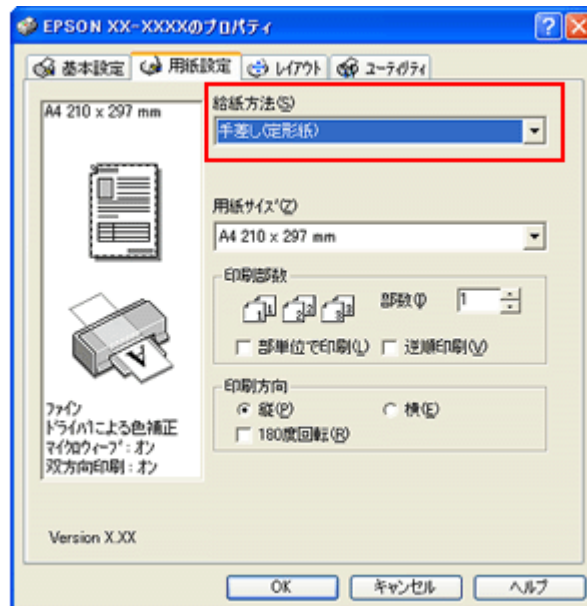 EPSON XX-XXXXのプロパティ
基本設定 用紙設定 レイアウト ユーティリティ
A4 210 x 297 mm
給紙方法(S)
手差し(定形紙)
用紙サイズ(Z)
A4 210 x 297 mm
印刷部数
1 1 2 2 3 3
部数(I)
1
部単位で印刷(L) 逆順印刷(V)
印刷方向
縦(P) 横(E)
180度回転(R)
A
ファイン
ドライバによる色補正
マイクロウィーブ:オン
双方向印刷:オン
Version X.XX
OK キャンセル ヘルプ